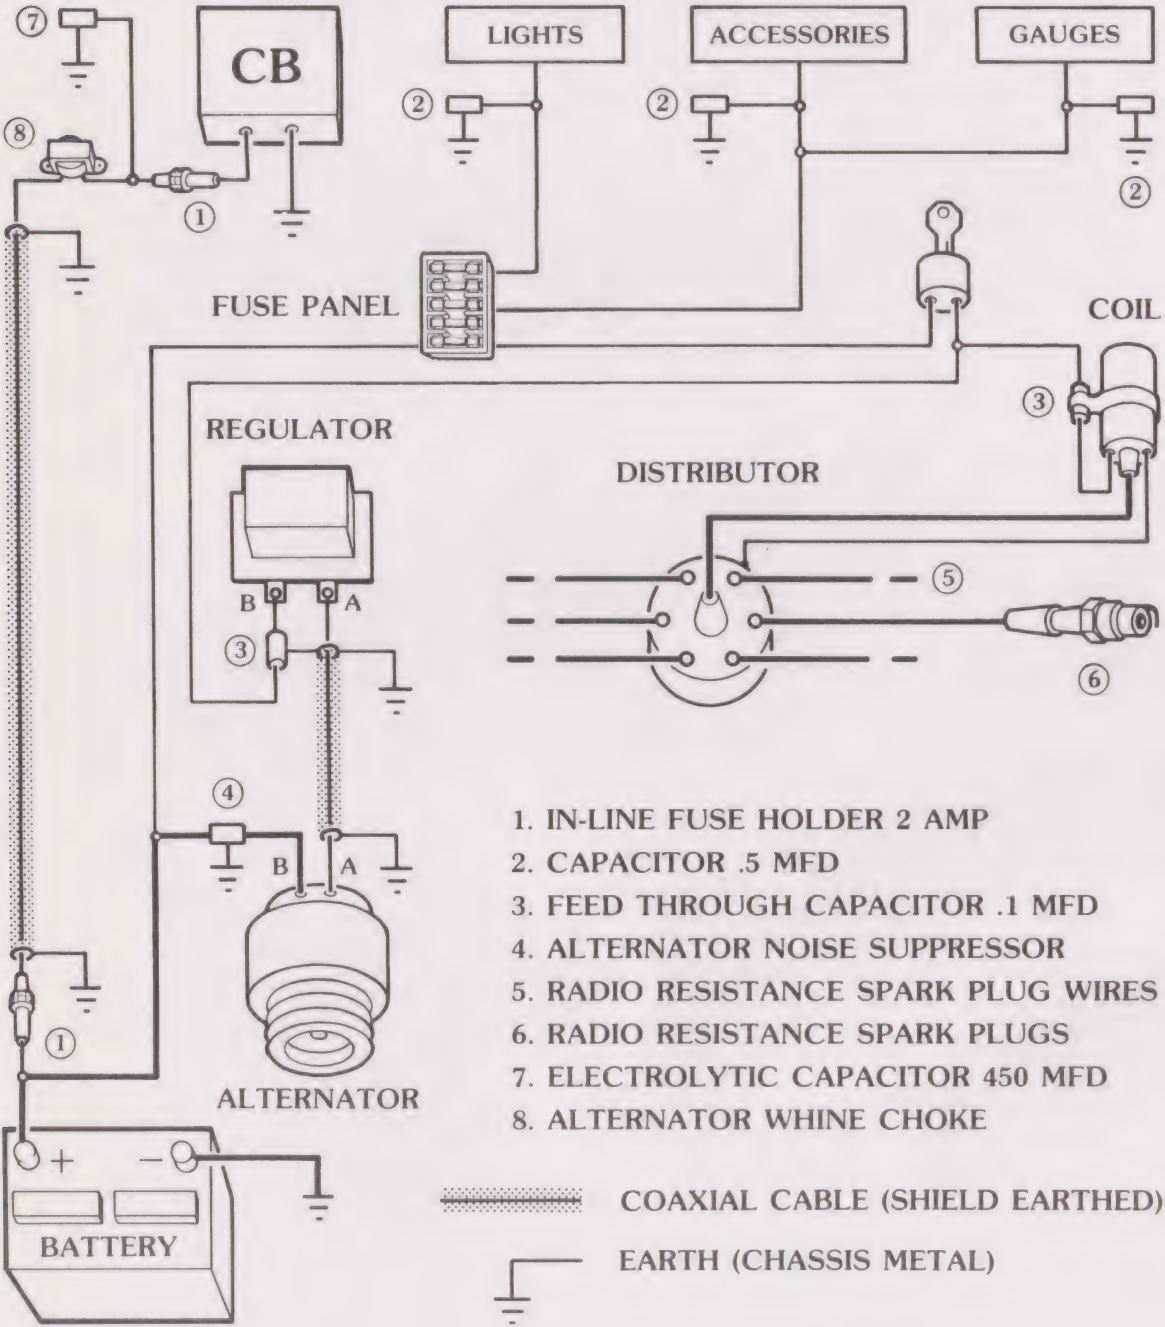 7
CB
LIGHTS
ACCESSORIES
GAUGES
2
2
8
1
2
FUSE PANEL
COIL
3
REGULATOR
DISTRIBUTOR
B A
5
3
6
4
B A
1. IN-LINE FUSE HOLDER 2 AMP
2. CAPACITOR .5 MFD
3. FEED THROUGH CAPACITOR .1 MFD
4. ALTERNATOR NOISE SUPPRESSOR
5. RADIO RESISTANCE SPARK PLUG WIRES
6. RADIO RESISTANCE SPARK PLUGS
7. ELECTROLYTIC CAPACITOR 450 MFD
8. ALTERNATOR WHINE CHOKE
1
ALTERNATOR
+ −
BATTERY
COAXIAL CABLE (SHIELD EARTHED)
EARTH (CHASSIS METAL)